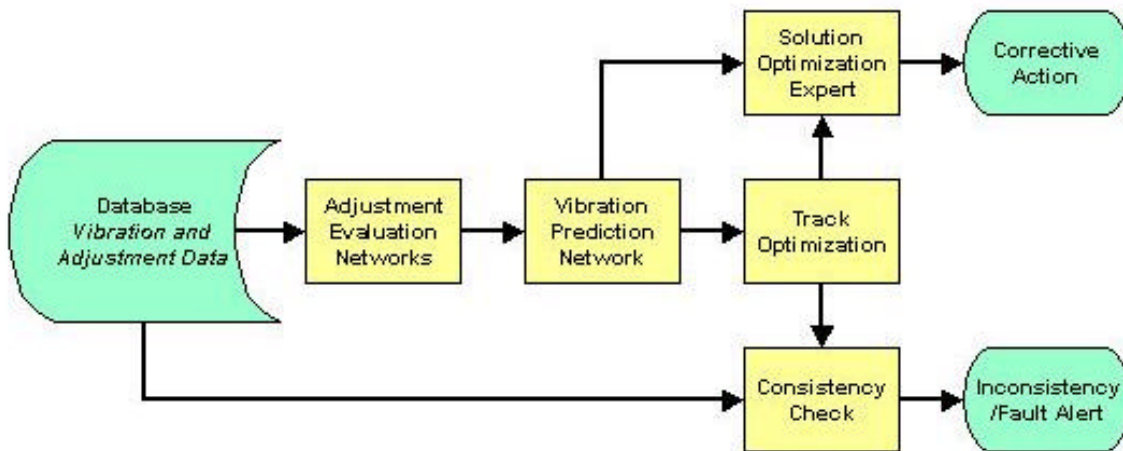 Solution
Optimization
Expert
Corrective
Action
Database
Vibration and
Adjustment Data
Adjustment
Evaluation
Networks
Vibration
Prediction
Network
Track
Optimization
Consistency
Check
Inconsistency
/Fault Alert